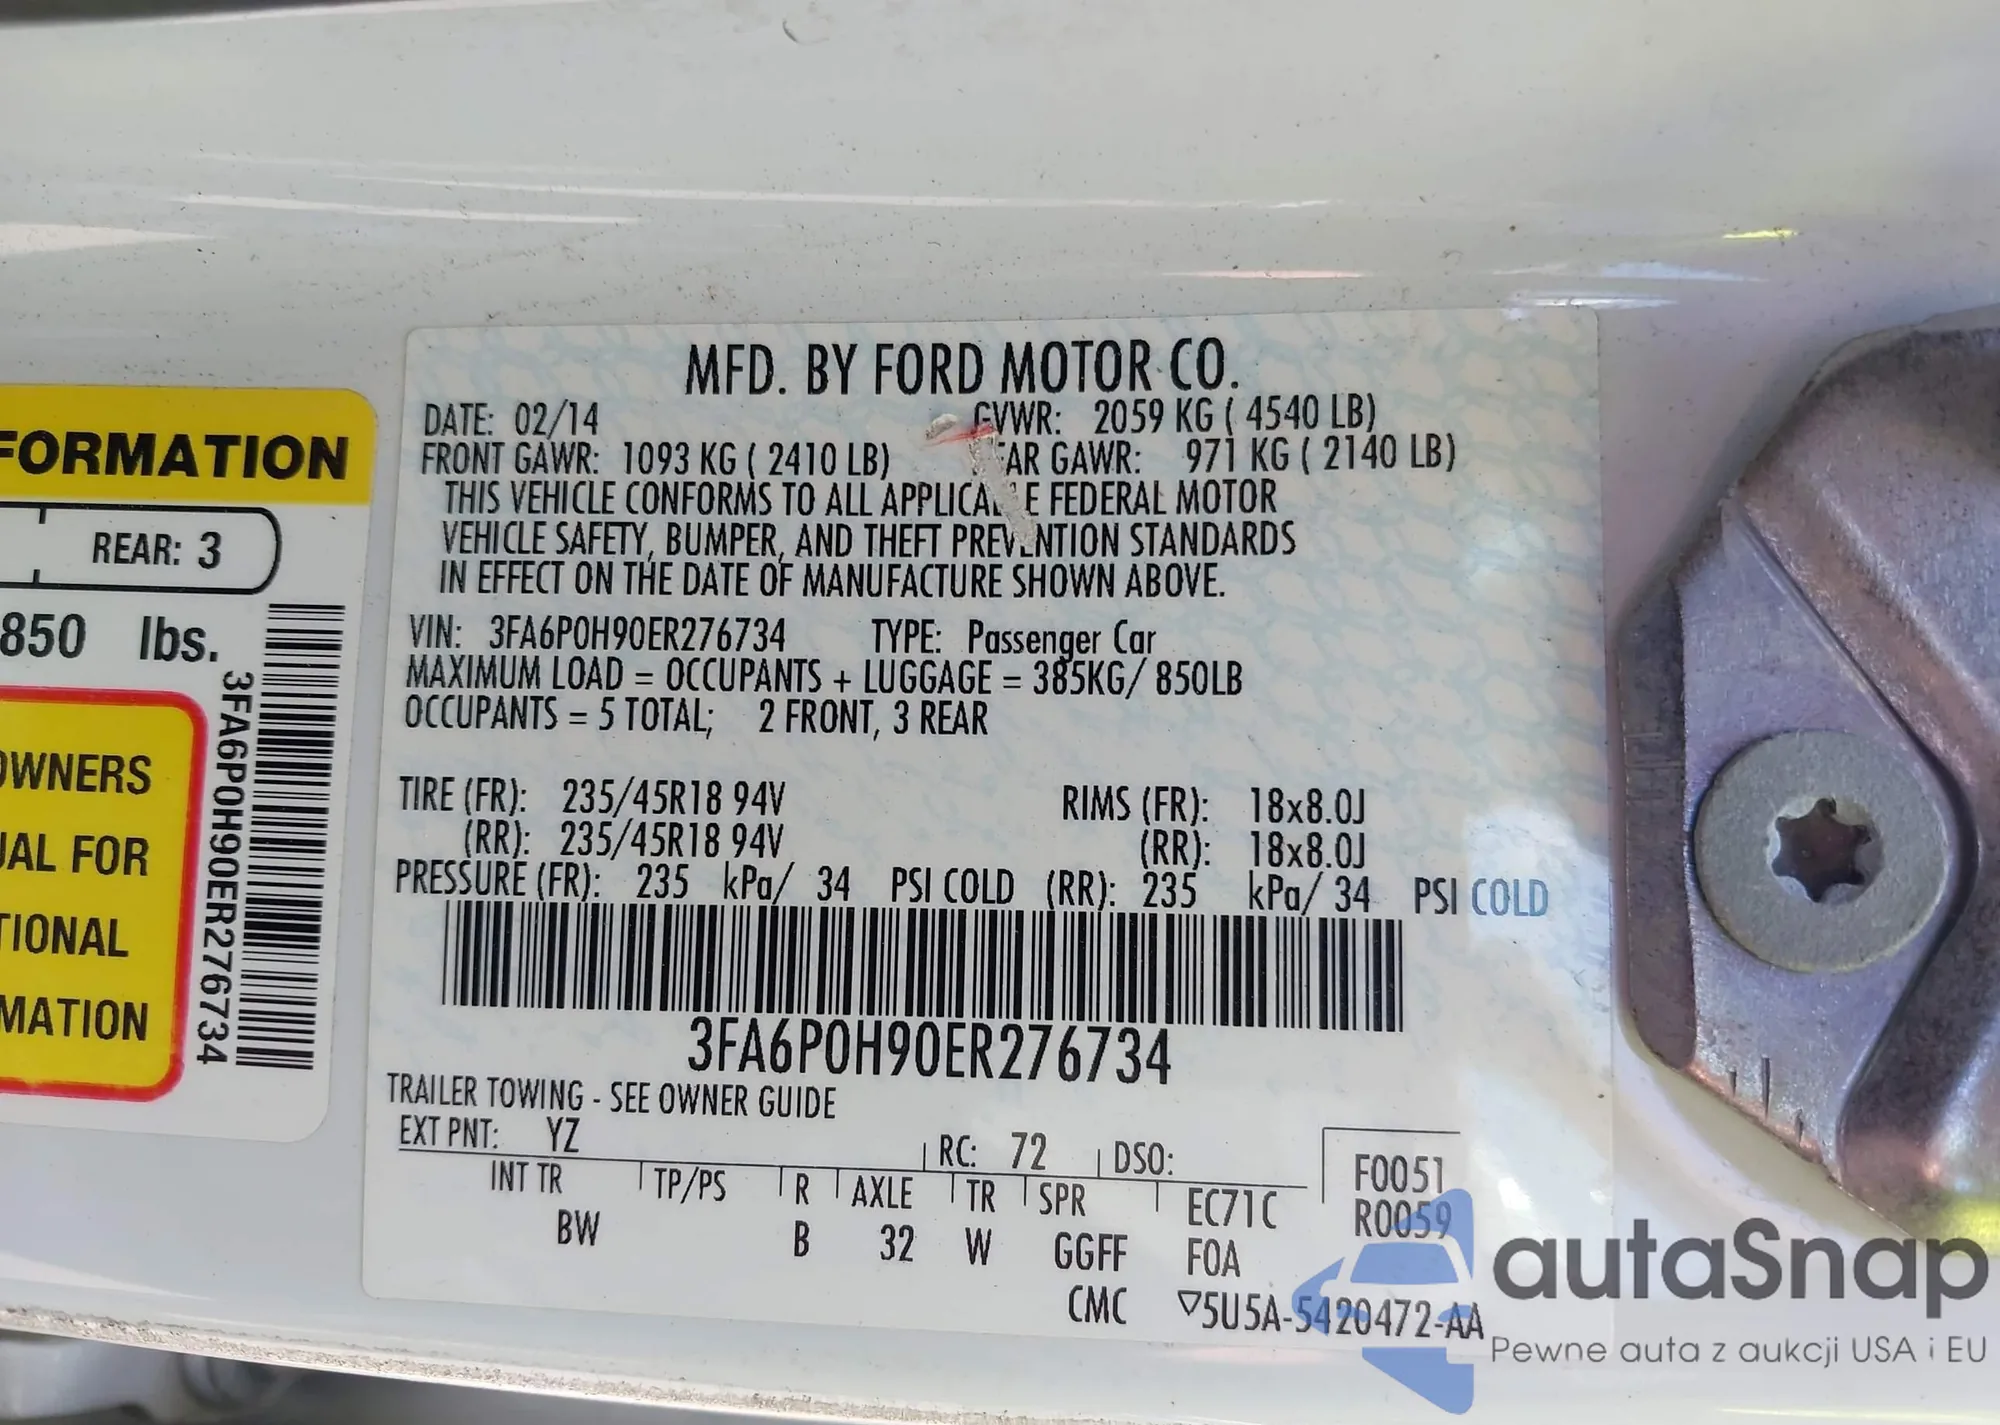 FORMATION
REAR: 3
850 lbs.
OWNERS
UAL FOR
TIONAL
MATION
3FA6P0H90ER276734
MFD. BY FORD MOTOR CO.
DATE: 02/14 GVWR: 2059 KG ( 4540 LB)
FRONT GAWR: 1093 KG ( 2410 LB) EAR GAWR: 971 KG ( 2140 LB)
THIS VEHICLE CONFORMS TO ALL APPLICABLE FEDERAL MOTOR
VEHICLE SAFETY, BUMPER, AND THEFT PREVENTION STANDARDS
IN EFFECT ON THE DATE OF MANUFACTURE SHOWN ABOVE.
VIN: 3FA6P0H90ER276734 TYPE: Passenger Car
MAXIMUM LOAD = OCCUPANTS + LUGGAGE = 385KG/ 850LB
OCCUPANTS = 5 TOTAL; 2 FRONT, 3 REAR
TIRE (FR): 235/45R18 94V RIMS (FR): 18x8.0J
(RR): 235/45R18 94V (RR): 18x8.0J
PRESSURE (FR): 235 kPa/ 34 PSI COLD (RR): 235 kPa/ 34 PSI COLD
3FA6P0H90ER276734
TRAILER TOWING - SEE OWNER GUIDE
EXT PNT: YZ RC: 72 DSO: F0051
INT TR TP/PS R AXLE TR SPR EC71C R0059
BW B 32 W GGFF FOA
CMC ▽5U5A-5420472-AA
autaSnap
Pewne auta z aukcji USA i EU